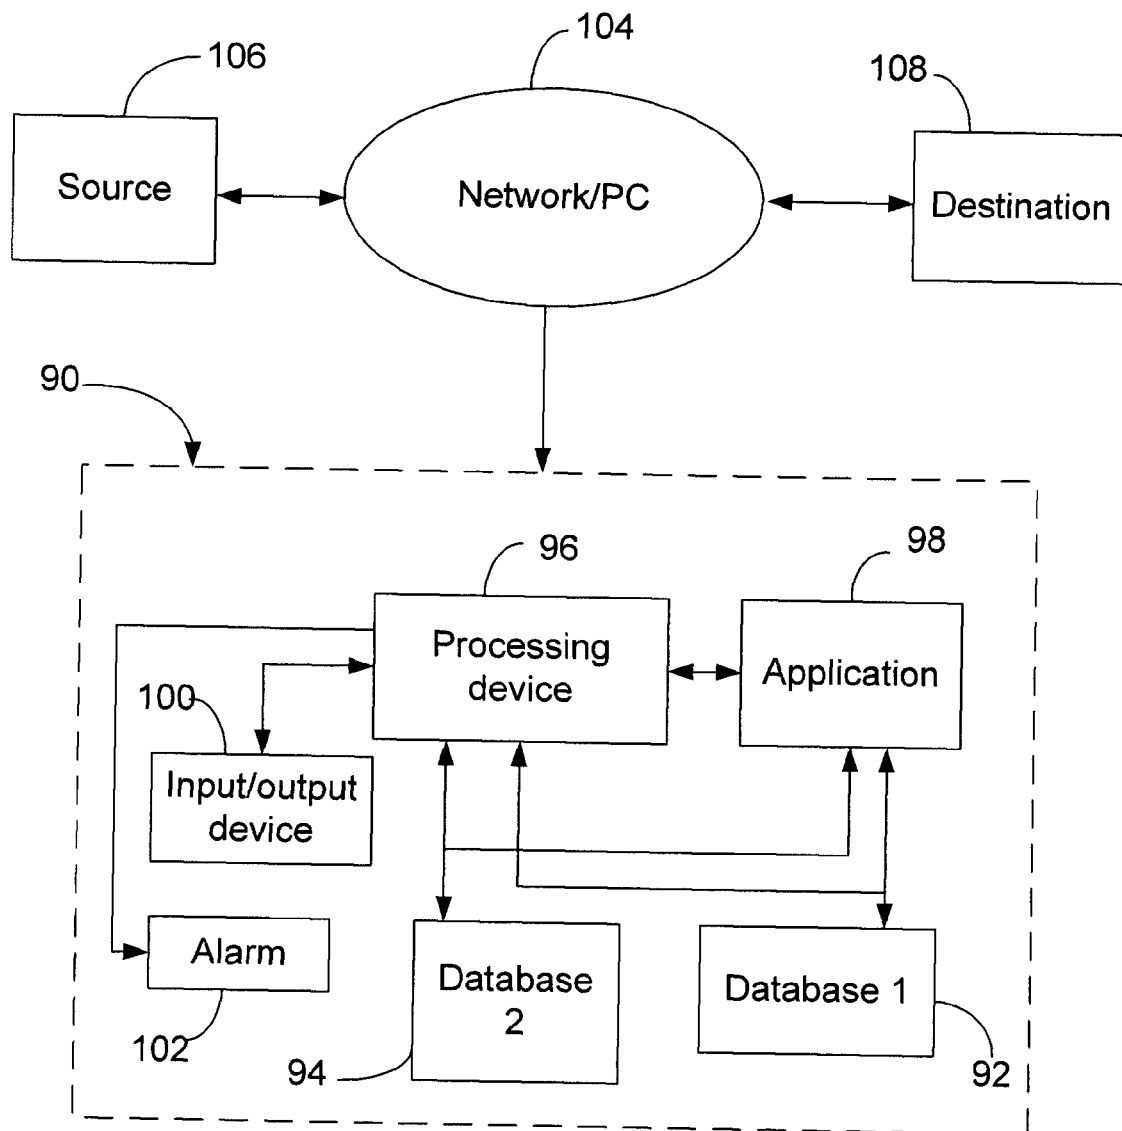 106
104
108
Source
Network/PC
Destination
90
96
98
Processing
device
Application
100
Input/output
device
Alarm
Database
2
Database 1
102
94
92